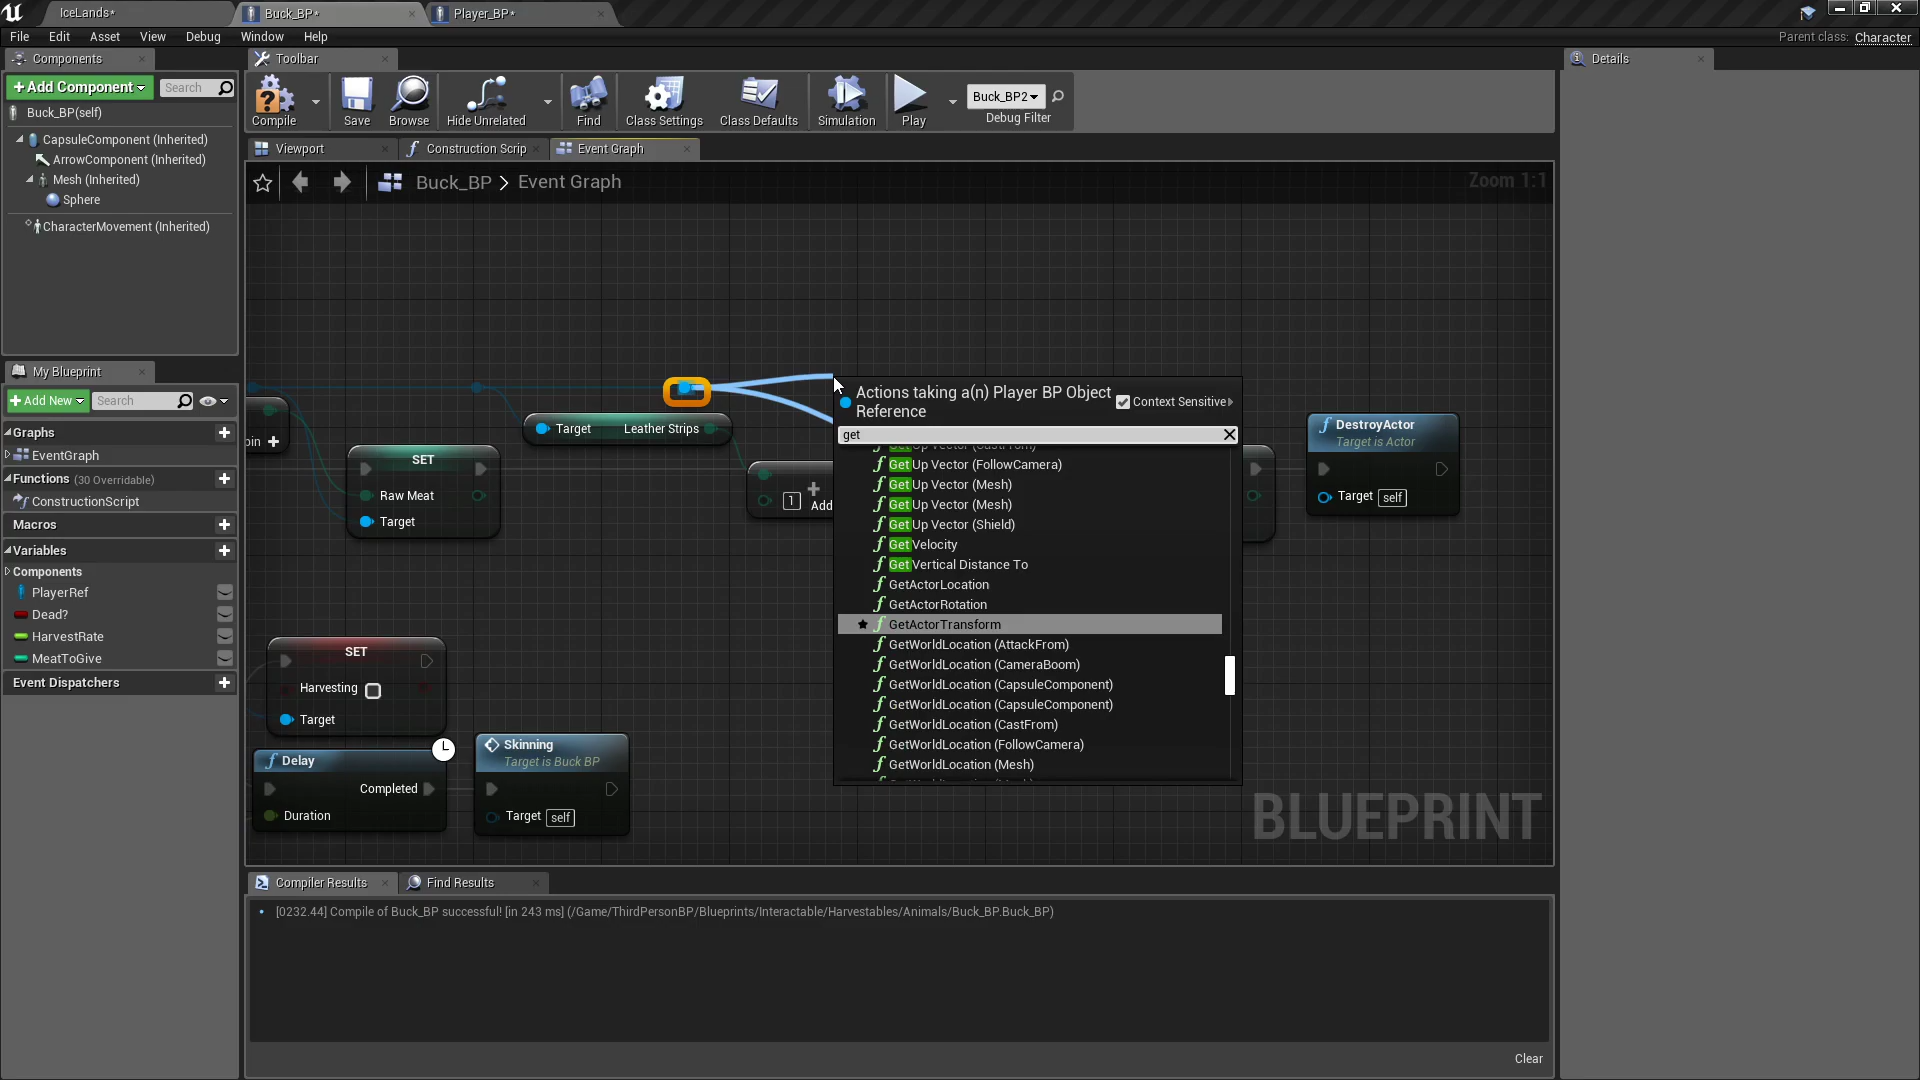 IceLands*
Buck_BP*
Player_BP*
File Edit Asset View Debug Window Help
Parent class: Character
Components
Toolbar
Details
+Add Component
Search
Compile
Save
Browse
Hide Unrelated
Find
Class Settings
Class Defaults
Simulation
Play
Buck_BP2
Debug Filter
Buck_BP(self)
CapsuleComponent (Inherited)
ArrowComponent (Inherited)
Mesh (Inherited)
Sphere
CharacterMovement (Inherited)
Viewport
Construction Scrip
Event Graph
Buck_BP > Event Graph
Zoom 1:1
My Blueprint
+Add New
Search
Graphs
EventGraph
Functions (30 Overridable)
ConstructionScript
Macros
Variables
Components
PlayerRef
Dead?
HarvestRate
MeatToGive
Event Dispatchers
pin +
SET
Raw Meat
Target
Target Leather Strips
1
Add
Actions taking a(n) Player BP Object
Reference
Context Sensitive
get
Get Up Vector (CastFrom)
Get Up Vector (FollowCamera)
Get Up Vector (Mesh)
Get Up Vector (Mesh)
Get Up Vector (Shield)
Get Velocity
Get Vertical Distance To
GetActorLocation
GetActorRotation
GetActorTransform
GetWorldLocation (AttackFrom)
GetWorldLocation (CameraBoom)
GetWorldLocation (CapsuleComponent)
GetWorldLocation (CapsuleComponent)
GetWorldLocation (CastFrom)
GetWorldLocation (FollowCamera)
GetWorldLocation (Mesh)
DestroyActor
Target is Actor
Target self
SET
Harvesting
Target
Delay
Completed
Duration
Skinning
Target is Buck BP
Target self
BLUEPRINT
Compiler Results
Find Results
[0232.44] Compile of Buck_BP successful! [in 243 ms] (/Game/ThirdPersonBP/Blueprints/Interactable/Harvestables/Animals/Buck_BP.Buck_BP)
Clear